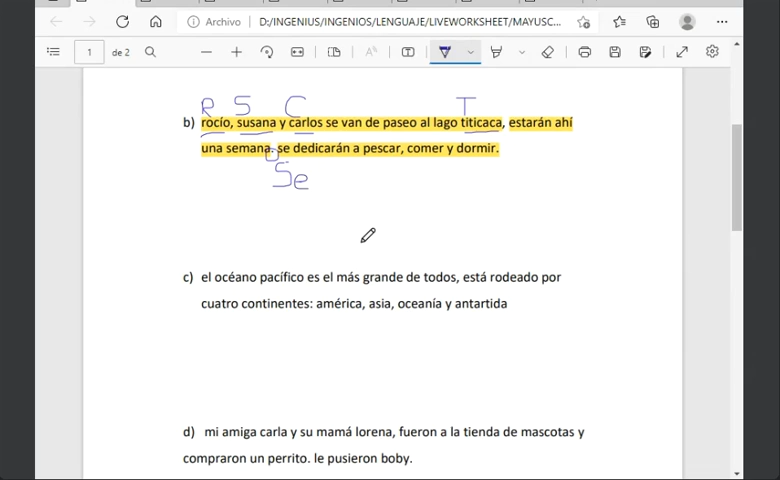 Archivo
D:/INGENIUS/INGENIOS/LENGUAJE/LIVEWORKSHEET/MAYUSC...
1 de 2
R S C T
b) rocío, susana y carlos se van de paseo al lago titicaca, estarán ahí
una semana. se dedicarán a pescar, comer y dormir.
Se
c) el océano pacífico es el más grande de todos, está rodeado por
cuatro continentes: américa, asia, oceanía y antartida
d) mi amiga carla y su mamá lorena, fueron a la tienda de mascotas y
compraron un perrito. le pusieron boby.